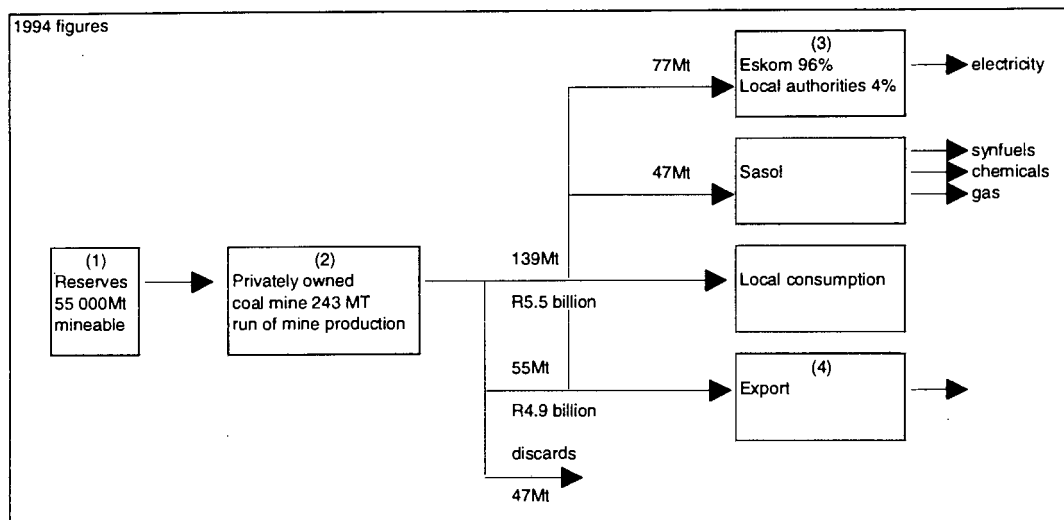 1994 figures
(1)
Reserves
55 000Mt
mineable
(2)
Privately owned
coal mine 243 MT
run of mine production
77Mt
47Mt
139Mt
R5.5 billion
55Mt
R4.9 billion
discards
47Mt
(3)
Eskom 96%
Local authorities 4%
electricity
Sasol
synfuels
chemicals
gas
Local consumption
(4)
Export